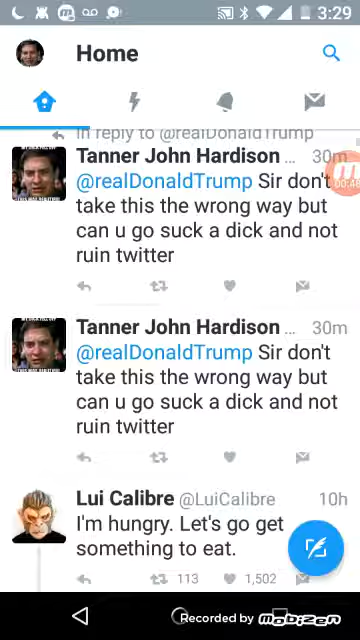 3:29
Home
In reply to @realDonaldTrump
Tanner John Hardison ... 30m
@realDonaldTrump Sir don't
take this the wrong way but
can u go suck a dick and not
ruin twitter
00:48
Tanner John Hardison ... 30m
@realDonaldTrump Sir don't
take this the wrong way but
can u go suck a dick and not
ruin twitter
Lui Calibre @LuiCalibre 10h
I'm hungry. Let's go get
something to eat.
113 1,502
Recorded by mobizen